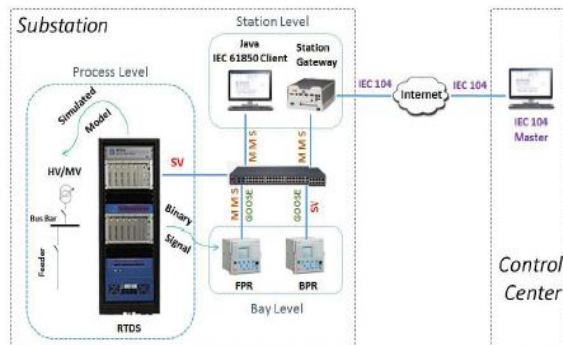 Substation
Station Level
Java
IEC 61850 Client
Station
Gateway
Process Level
IEC 104
Internet
IEC 104
IEC 104
Master
Simulated
Model
MMS
MMS
HV/MV
SV
Bus Bar
Feeder
Binary
Signal
MMS
GOOSE
GOOSE
SV
FPR
BPR
RTDS
Bay Level
Control
Center